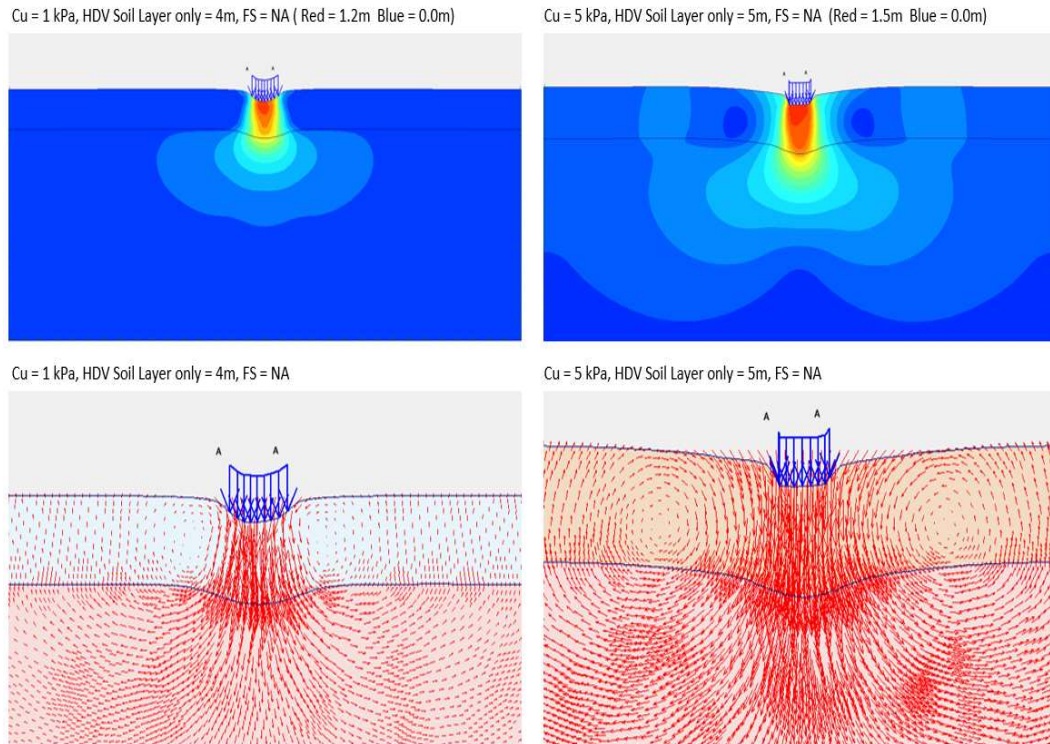 Cu = 1 kPa, HDV Soil Layer only = 4m, FS = NA ( Red = 1.2m Blue = 0.0m)
Cu = 5 kPa, HDV Soil Layer only = 5m, FS = NA (Red = 1.5m Blue = 0.0m)
A A
A A
Cu = 1 kPa, HDV Soil Layer only = 4m, FS = NA
Cu = 5 kPa, HDV Soil Layer only = 5m, FS = NA
A A
A A